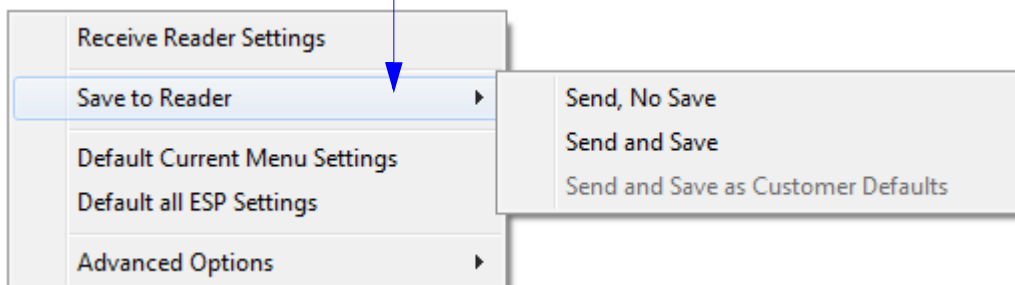 Receive Reader Settings
Save to Reader
Send, No Save
Send and Save
Send and Save as Customer Defaults
Default Current Menu Settings
Default all ESP Settings
Advanced Options